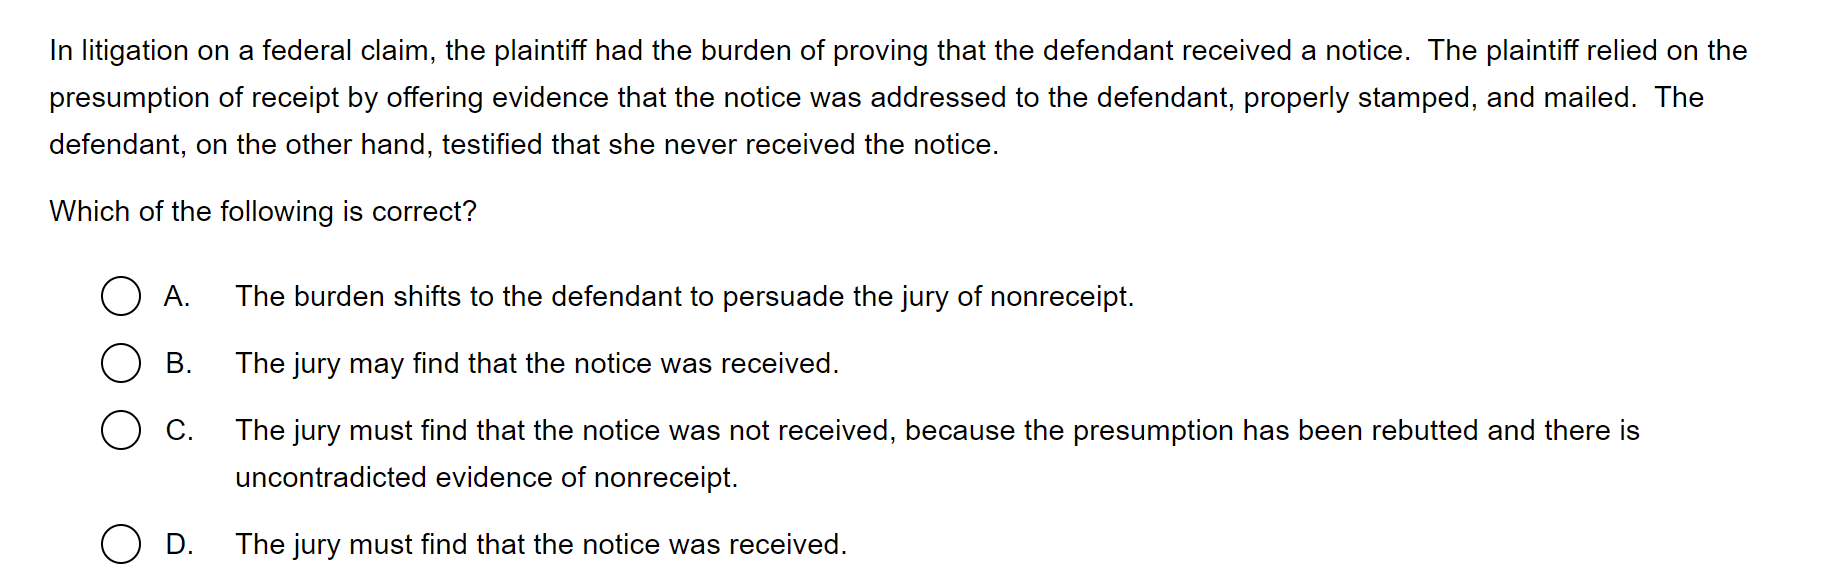 In litigation on a federal claim, the plaintiff had the burden of proving that the defendant received a notice.  The plaintiff relied on the
presumption of receipt by offering evidence that the notice was addressed to the defendant, properly stamped, and mailed.  The
defendant, on the other hand, testified that she never received the notice.
Which of the following is correct?
A. The burden shifts to the defendant to persuade the jury of nonreceipt.
B. The jury may find that the notice was received.
C. The jury must find that the notice was not received, because the presumption has been rebutted and there is
uncontradicted evidence of nonreceipt.
D. The jury must find that the notice was received.